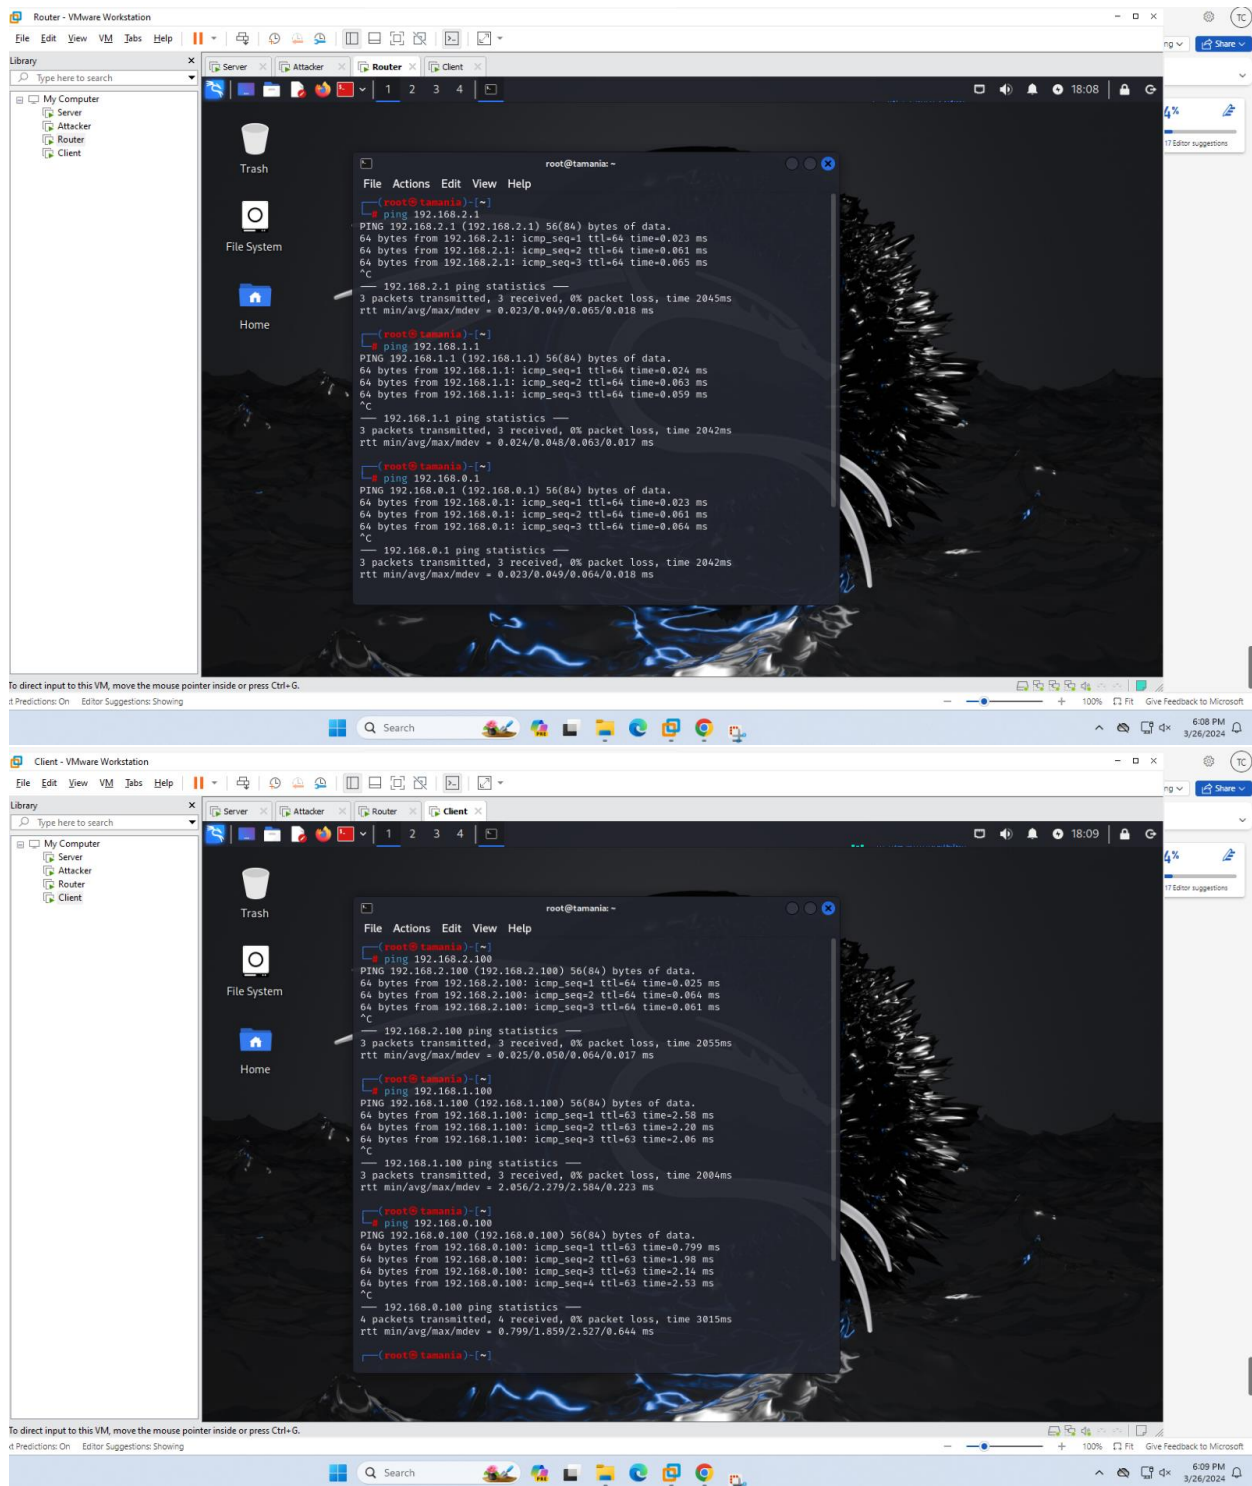 Router - VMware Workstation
TC
File Edit View VM Tabs Help
ng
Share
Library
Server Attacker Router Client
Type here to search
1 2 3 4
18:08
My Computer
Server
Attacker
Router
Client
4%
17 Editor suggestions
Trash
File System
Home
root@tamania: ~
File Actions Edit View Help
(root㉿tamania)-[~]
# ping 192.168.2.1
PING 192.168.2.1 (192.168.2.1) 56(84) bytes of data.
64 bytes from 192.168.2.1: icmp_seq=1 ttl=64 time=0.023 ms
64 bytes from 192.168.2.1: icmp_seq=2 ttl=64 time=0.061 ms
64 bytes from 192.168.2.1: icmp_seq=3 ttl=64 time=0.065 ms
^C
--- 192.168.2.1 ping statistics ---
3 packets transmitted, 3 received, 0% packet loss, time 2045ms
rtt min/avg/max/mdev = 0.023/0.049/0.065/0.018 ms
(root㉿tamania)-[~]
# ping 192.168.1.1
PING 192.168.1.1 (192.168.1.1) 56(84) bytes of data.
64 bytes from 192.168.1.1: icmp_seq=1 ttl=64 time=0.024 ms
64 bytes from 192.168.1.1: icmp_seq=2 ttl=64 time=0.063 ms
64 bytes from 192.168.1.1: icmp_seq=3 ttl=64 time=0.059 ms
^C
--- 192.168.1.1 ping statistics ---
3 packets transmitted, 3 received, 0% packet loss, time 2042ms
rtt min/avg/max/mdev = 0.024/0.048/0.063/0.017 ms
(root㉿tamania)-[~]
# ping 192.168.0.1
PING 192.168.0.1 (192.168.0.1) 56(84) bytes of data.
64 bytes from 192.168.0.1: icmp_seq=1 ttl=64 time=0.023 ms
64 bytes from 192.168.0.1: icmp_seq=2 ttl=64 time=0.061 ms
64 bytes from 192.168.0.1: icmp_seq=3 ttl=64 time=0.064 ms
^C
--- 192.168.0.1 ping statistics ---
3 packets transmitted, 3 received, 0% packet loss, time 2042ms
rtt min/avg/max/mdev = 0.023/0.049/0.064/0.018 ms
To direct input to this VM, move the mouse pointer inside or press Ctrl+G.
t Predictions: On Editor Suggestions: Showing
100% Fit Give Feedback to Microsoft
Search
PRE
6:08 PM
3/26/2024
Client - VMware Workstation
TC
File Edit View VM Tabs Help
ng
Share
Library
Server Attacker Router Client
Type here to search
1 2 3 4
18:09
My Computer
Server
Attacker
Router
Client
4%
17 Editor suggestions
Trash
File System
Home
root@tamania: ~
File Actions Edit View Help
(root㉿tamania)-[~]
# ping 192.168.2.100
PING 192.168.2.100 (192.168.2.100) 56(84) bytes of data.
64 bytes from 192.168.2.100: icmp_seq=1 ttl=64 time=0.025 ms
64 bytes from 192.168.2.100: icmp_seq=2 ttl=64 time=0.064 ms
64 bytes from 192.168.2.100: icmp_seq=3 ttl=64 time=0.061 ms
^C
--- 192.168.2.100 ping statistics ---
3 packets transmitted, 3 received, 0% packet loss, time 2055ms
rtt min/avg/max/mdev = 0.025/0.050/0.064/0.017 ms
(root㉿tamania)-[~]
# ping 192.168.1.100
PING 192.168.1.100 (192.168.1.100) 56(84) bytes of data.
64 bytes from 192.168.1.100: icmp_seq=1 ttl=63 time=2.58 ms
64 bytes from 192.168.1.100: icmp_seq=2 ttl=63 time=2.20 ms
64 bytes from 192.168.1.100: icmp_seq=3 ttl=63 time=2.06 ms
^C
--- 192.168.1.100 ping statistics ---
3 packets transmitted, 3 received, 0% packet loss, time 2004ms
rtt min/avg/max/mdev = 2.056/2.279/2.584/0.223 ms
(root㉿tamania)-[~]
# ping 192.168.0.100
PING 192.168.0.100 (192.168.0.100) 56(84) bytes of data.
64 bytes from 192.168.0.100: icmp_seq=1 ttl=63 time=0.799 ms
64 bytes from 192.168.0.100: icmp_seq=2 ttl=63 time=1.98 ms
64 bytes from 192.168.0.100: icmp_seq=3 ttl=63 time=2.14 ms
64 bytes from 192.168.0.100: icmp_seq=4 ttl=63 time=2.53 ms
^C
--- 192.168.0.100 ping statistics ---
4 packets transmitted, 4 received, 0% packet loss, time 3015ms
rtt min/avg/max/mdev = 0.799/1.859/2.527/0.644 ms
(root㉿tamania)-[~]
To direct input to this VM, move the mouse pointer inside or press Ctrl+G.
xt Predictions: On Editor Suggestions: Showing
100% Fit Give Feedback to Microsoft
Search
PRE
6:09 PM
3/26/2024